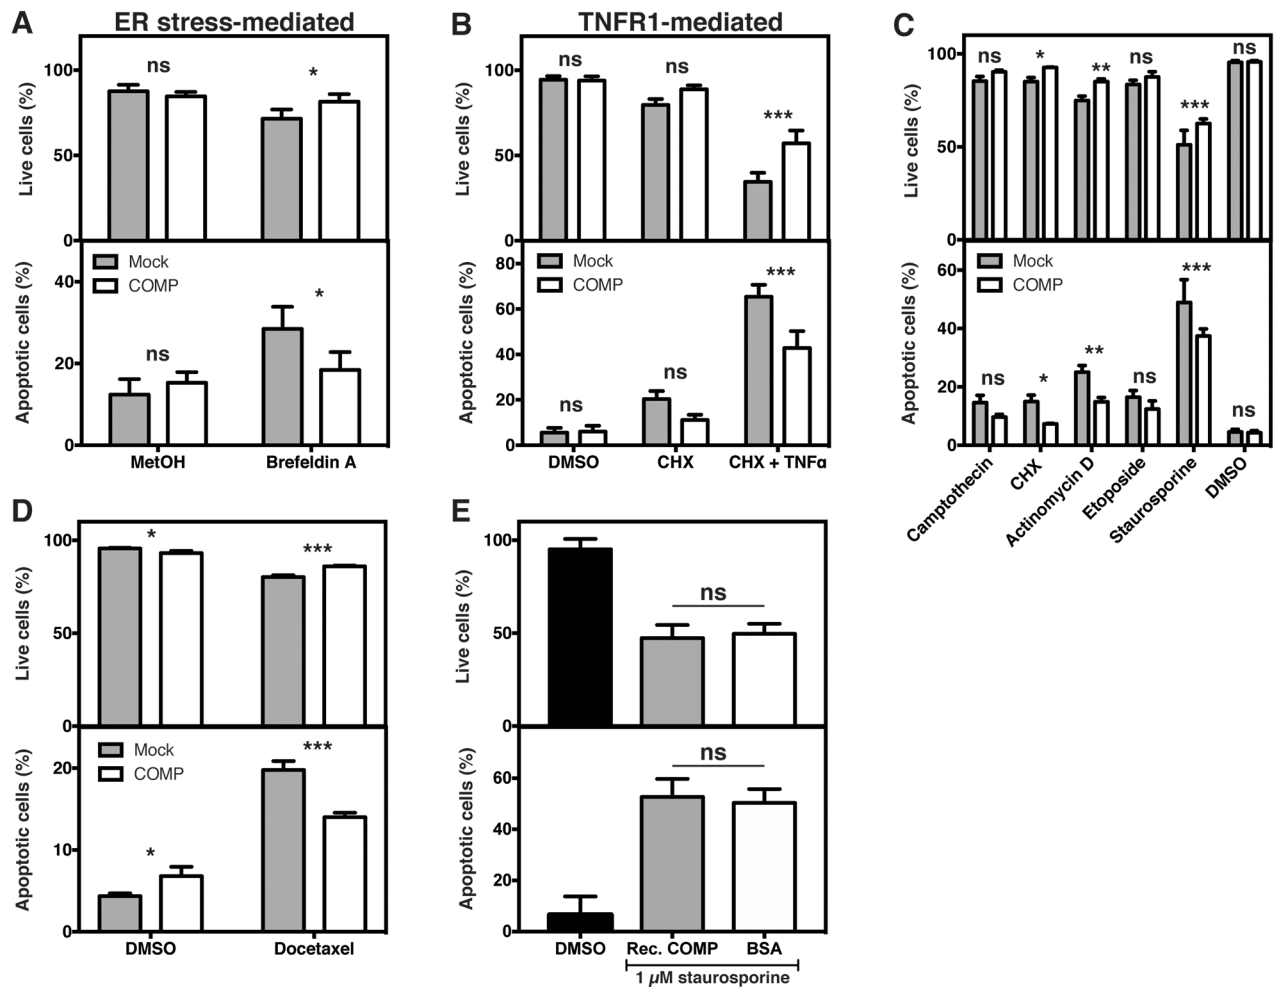 A
ER stress-mediated
Live cells (%)
100
50
0
ns
*
Apoptotic cells (%)
40
20
0
Mock
COMP
ns
*
MetOH
Brefeldin A
B
TNFR1-mediated
Live cells (%)
100
50
0
ns
ns
***
Apoptotic cells (%)
80
60
40
20
0
Mock
COMP
ns
ns
***
DMSO
CHX
CHX + TNFα
C
Live cells (%)
100
50
0
ns
*
**
ns
***
ns
Apoptotic cells (%)
60
40
20
0
Mock
COMP
ns
*
**
ns
***
ns
Camptothecin
CHX
Actinomycin D
Etoposide
Staurosporine
DMSO
D
Live cells (%)
100
50
0
*
***
Apoptotic cells (%)
20
10
0
Mock
COMP
*
***
DMSO
Docetaxel
E
Live cells (%)
100
50
0
ns
Apoptotic cells (%)
60
40
20
0
ns
DMSO
Rec. COMP
BSA
1 µM staurosporine